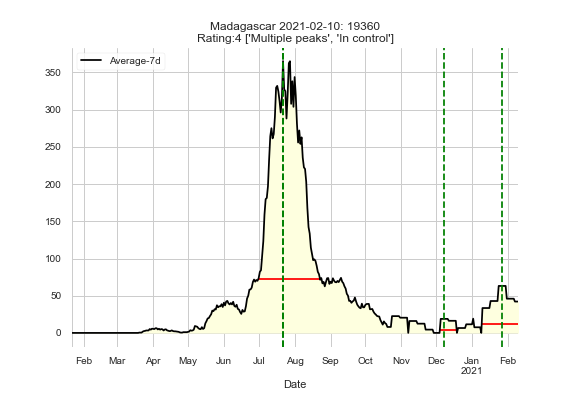 Madagascar 2021-02-10: 19360
Rating:4 ['Multiple peaks', 'In control']
Average-7d
350
300
250
200
150
100
50
0
Feb Mar Apr May Jun Jul Aug Sep Oct Nov Dec Jan Feb
2021
Date